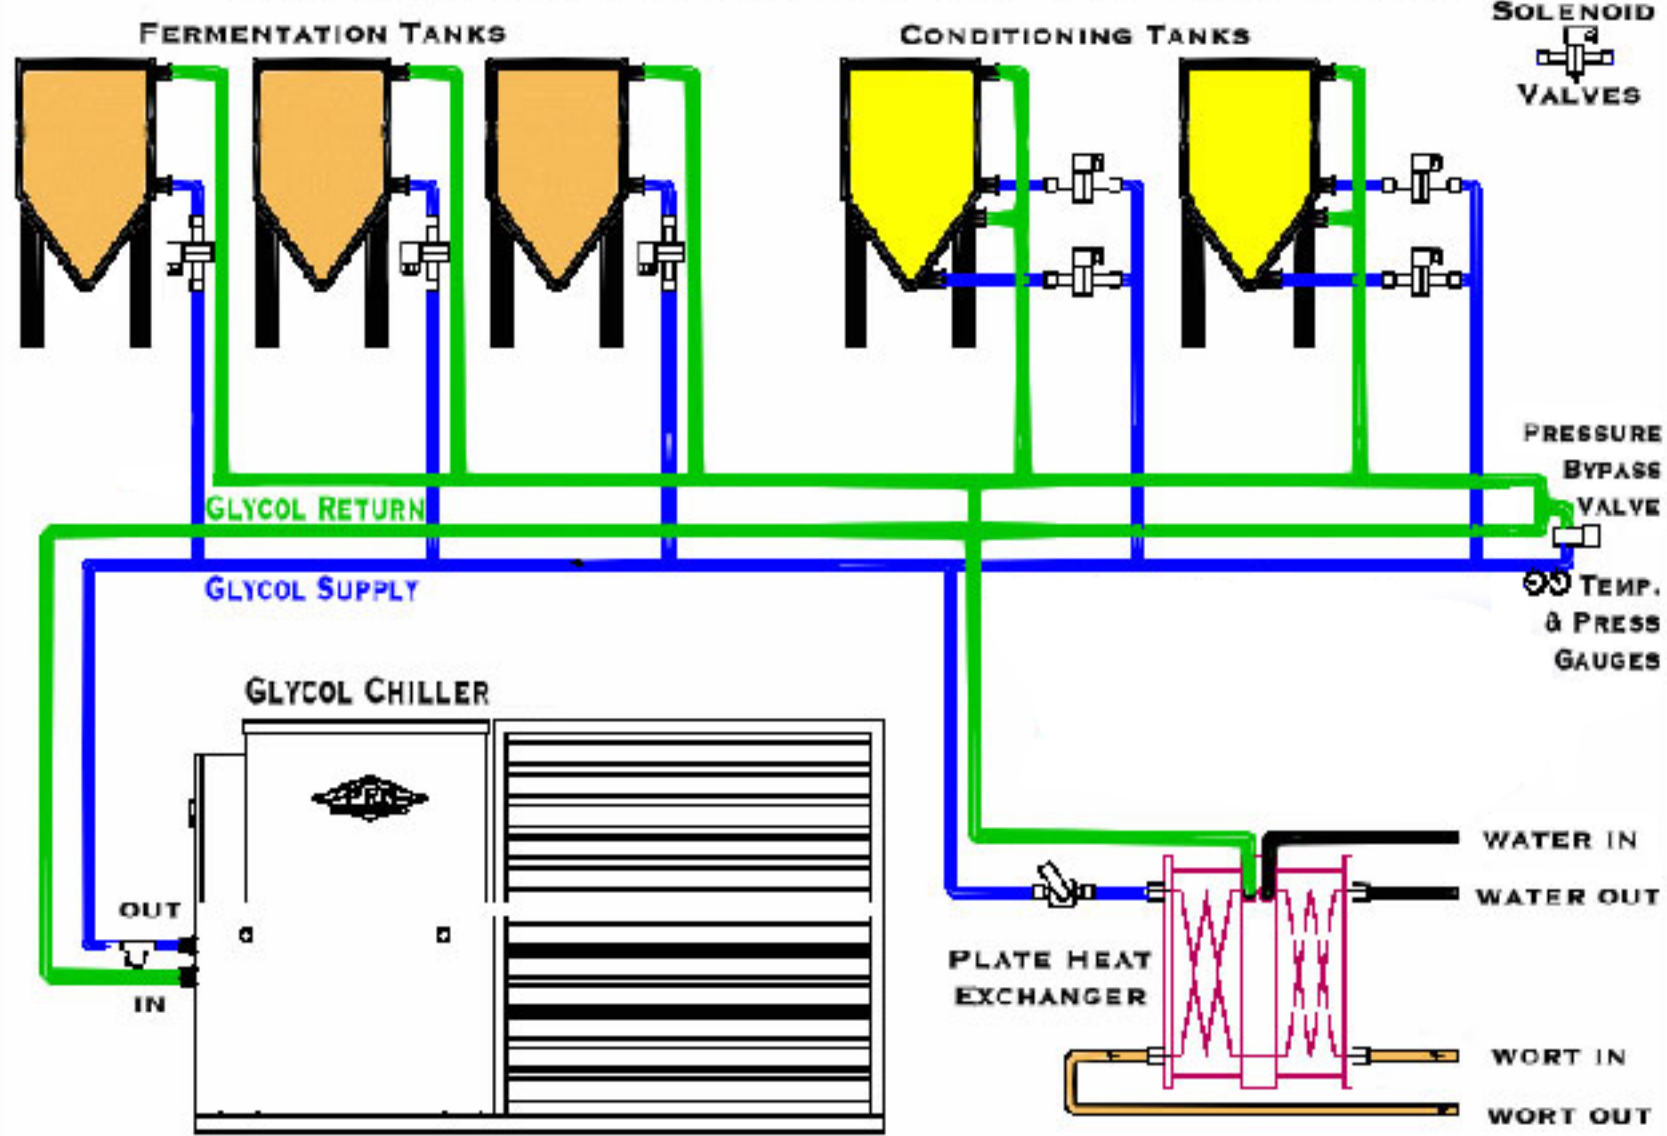 FERMENTATION TANKS
CONDITIONING TANKS
SOLENOID
VALVES
PRESSURE
BYPASS
VALVE
GLYCOL RETURN
GLYCOL SUPPLY
TEMP.
& PRESS
GAUGES
GLYCOL CHILLER
OUT
IN
WATER IN
WATER OUT
PLATE HEAT
EXCHANGER
WORT IN
WORT OUT